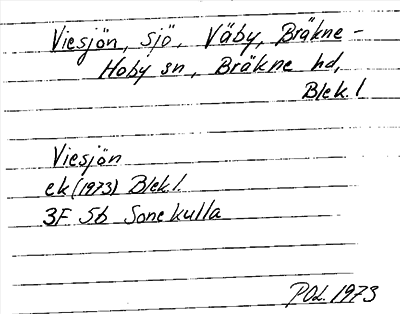 Viesjön, sjö, Väby, Bräkne-
Hoby sn, Bräkne hd,
Blek. l
Viesjön
ek (1973) Blek l.
3F 5b Sonekulla
POL. 1973